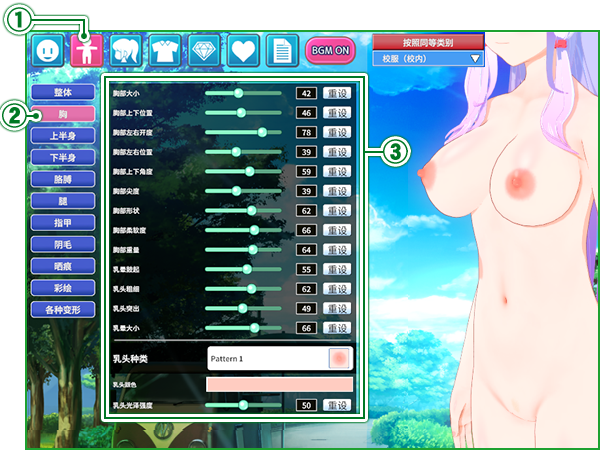 ①
BGM ON
按照同等类别
校服（校内）
②
③
整体
胸
上半身
下半身
胳膊
腿
指甲
阴毛
晒痕
彩绘
各种变形
胸部大小 42 重设
胸部上下位置 46 重设
胸部左右开度 78 重设
胸部左右位置 39 重设
胸部上下角度 59 重设
胸部尖度 39 重设
胸部形状 62 重设
胸部柔软度 66 重设
胸部重量 64 重设
乳晕鼓起 55 重设
乳头粗细 62 重设
乳头突出 49 重设
乳晕大小 66 重设
乳头种类 Pattern 1
乳头颜色
乳头光泽强度 50 重设